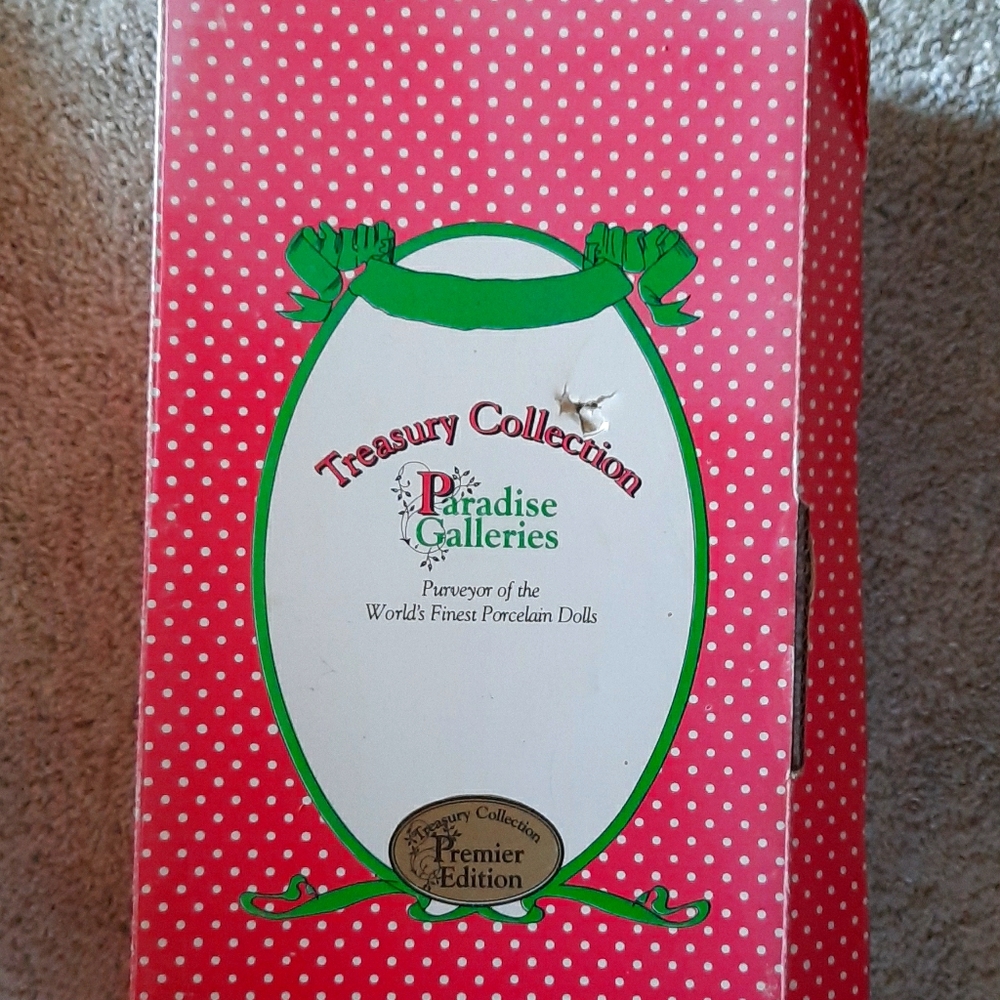 Treasury Collection
Paradise
Galleries
Purveyor of the
World's Finest Porcelain Dolls
Treasury Collection
Premier
Edition